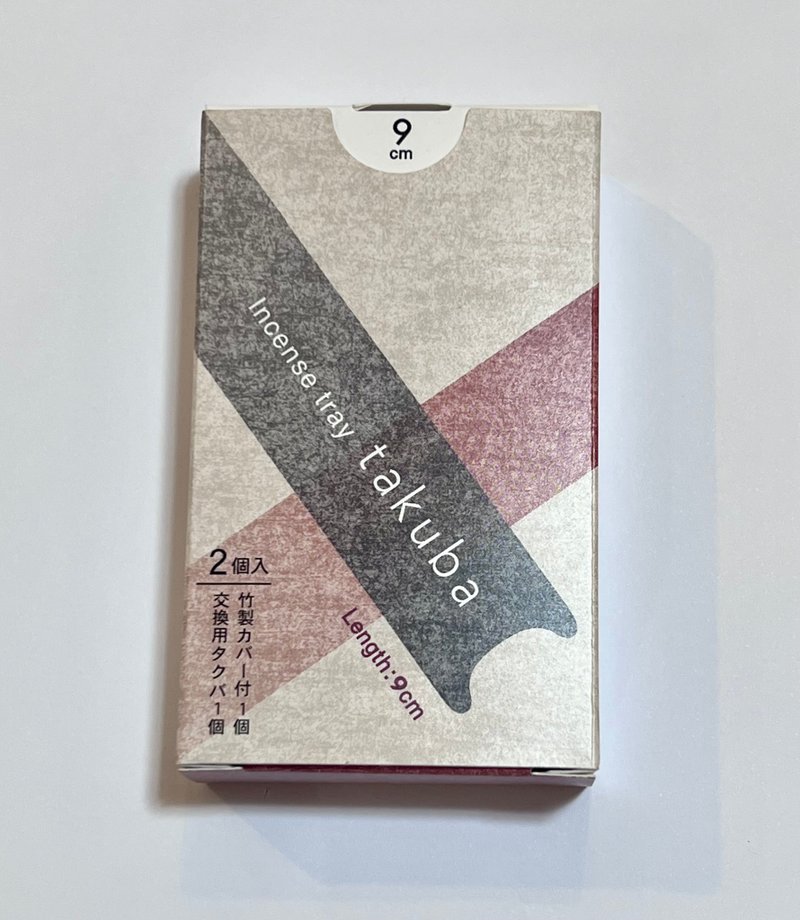 9
cm
Incense tray takuba
Length:9cm
2個入
竹製カバー付1個
交換用タクバ1個